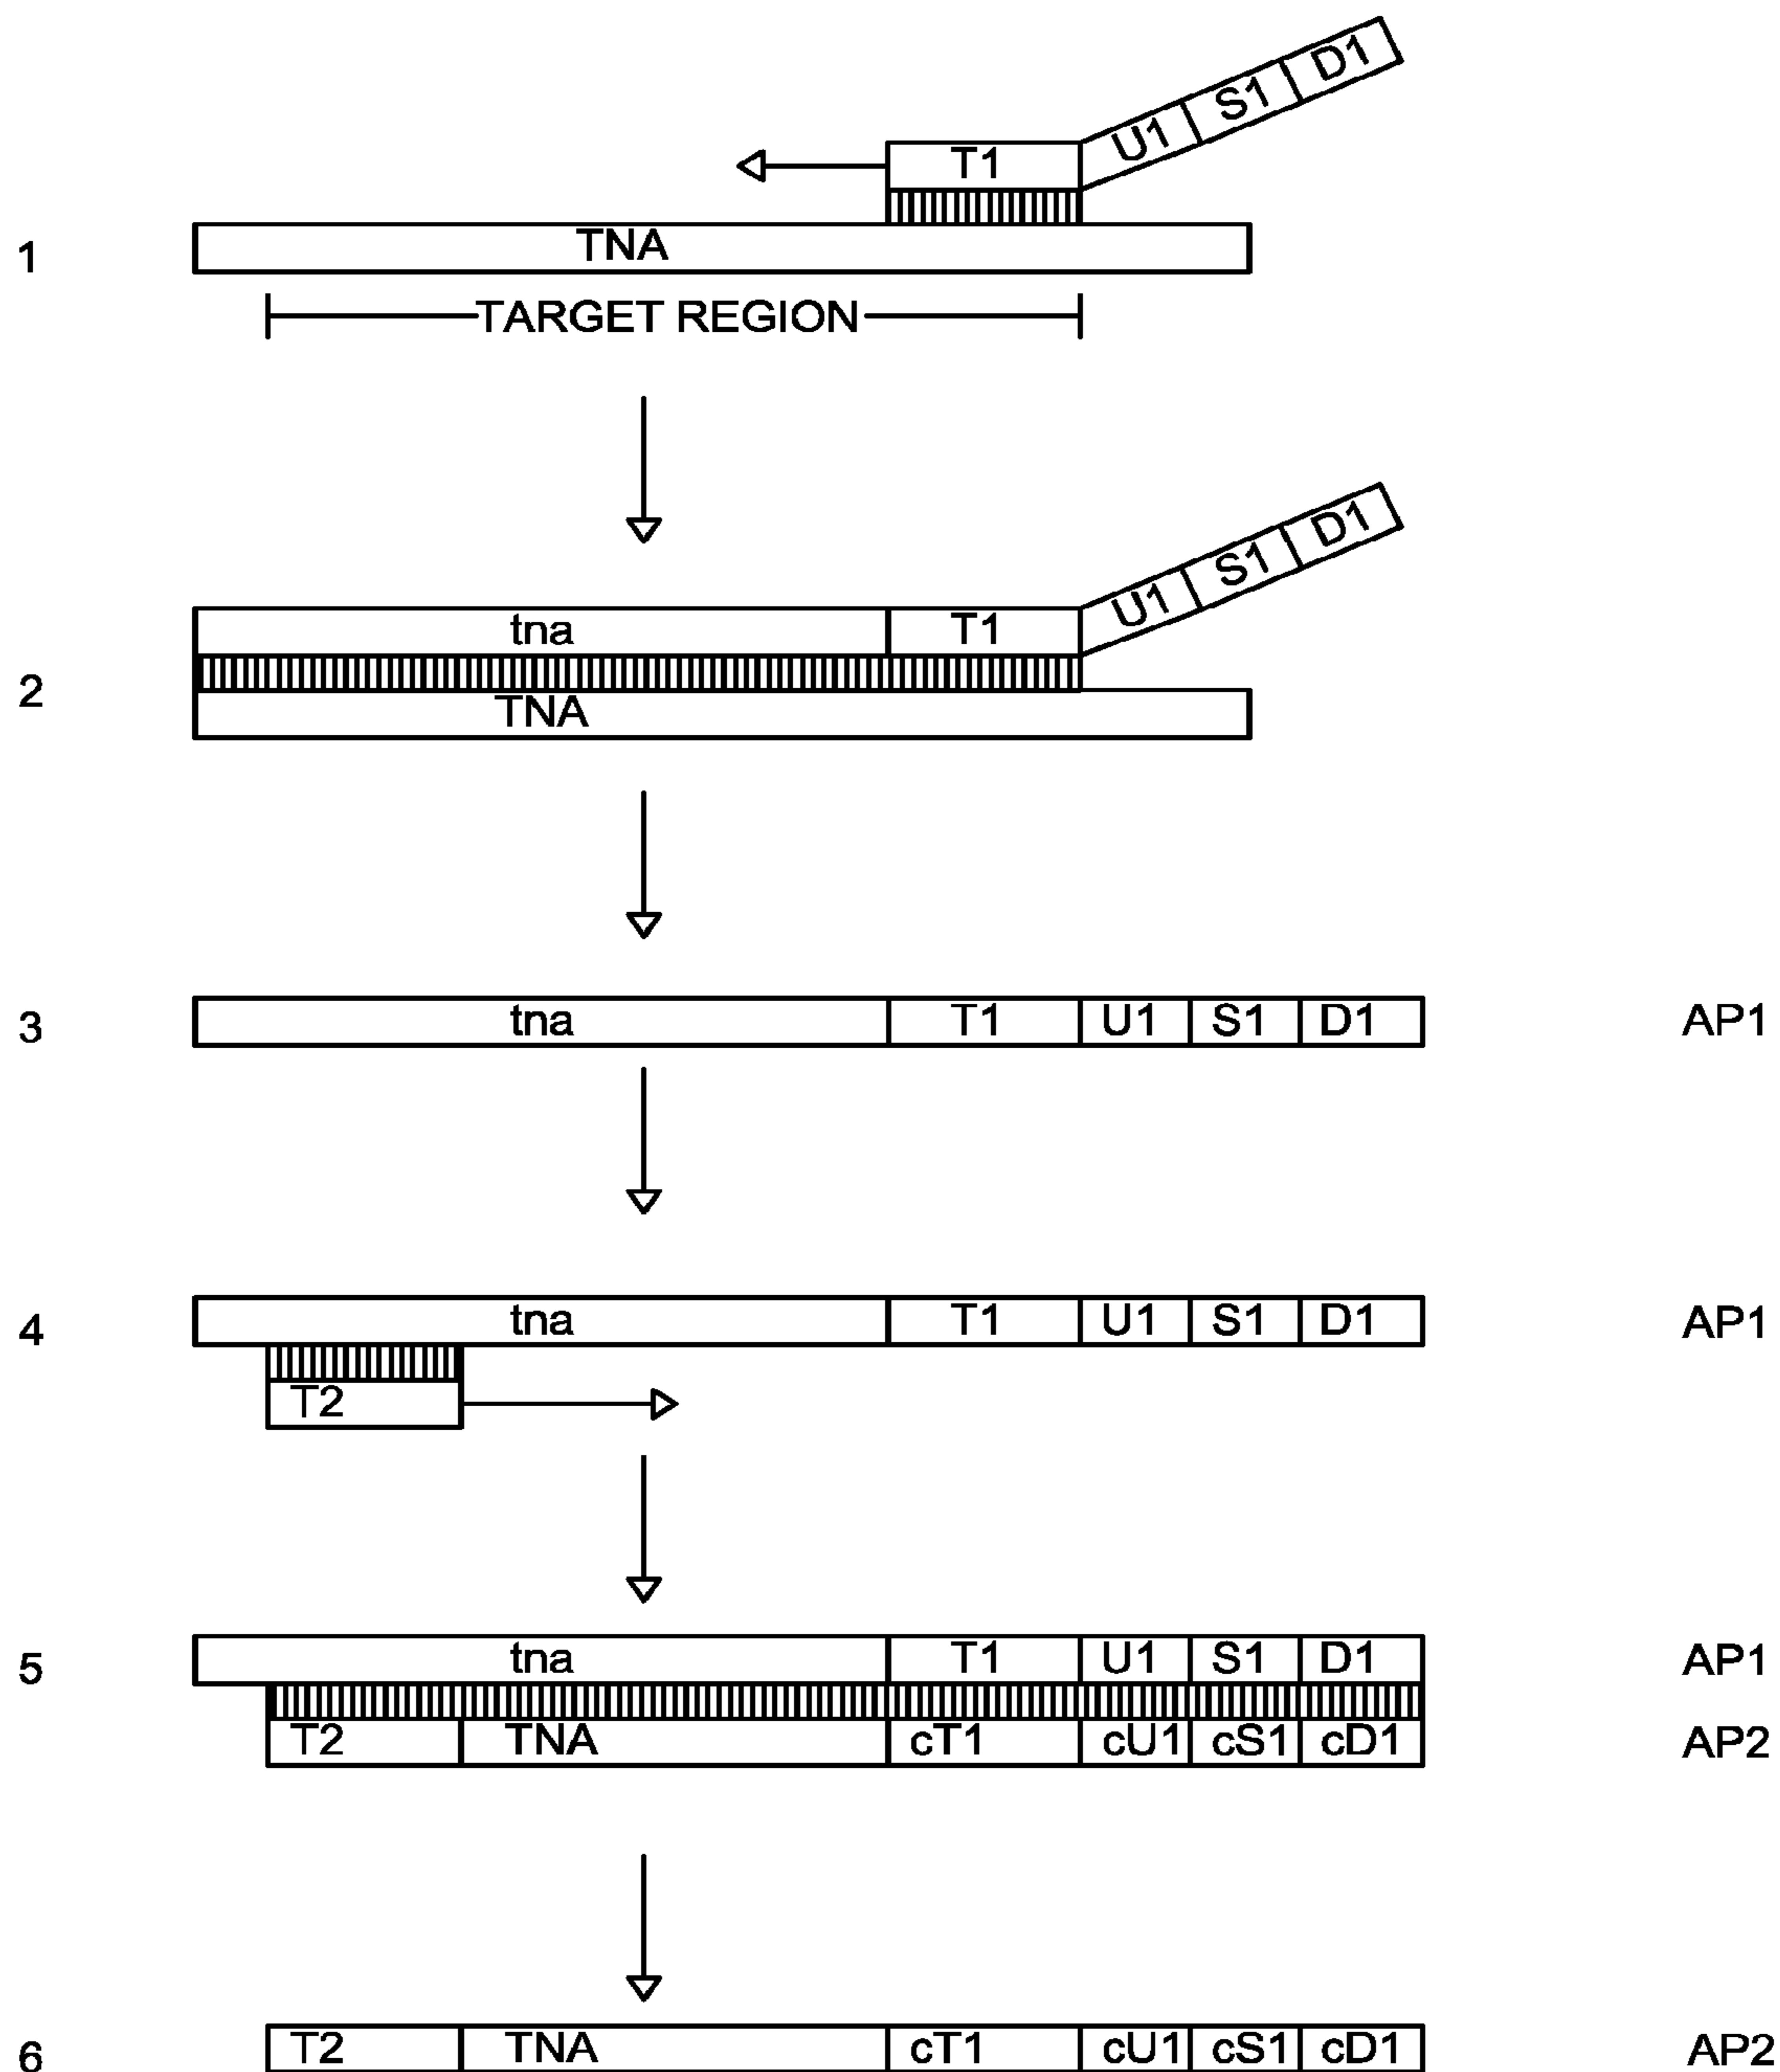 T1 U1 S1 D1
1 TNA
TARGET REGION
tna T1 U1 S1 D1
2
TNA
3 tna T1 U1 S1 D1 AP1
4 tna T1 U1 S1 D1 AP1
T2
5 tna T1 U1 S1 D1 AP1
T2 TNA cT1 cU1 cS1 cD1 AP2
6 T2 TNA cT1 cU1 cS1 cD1 AP2